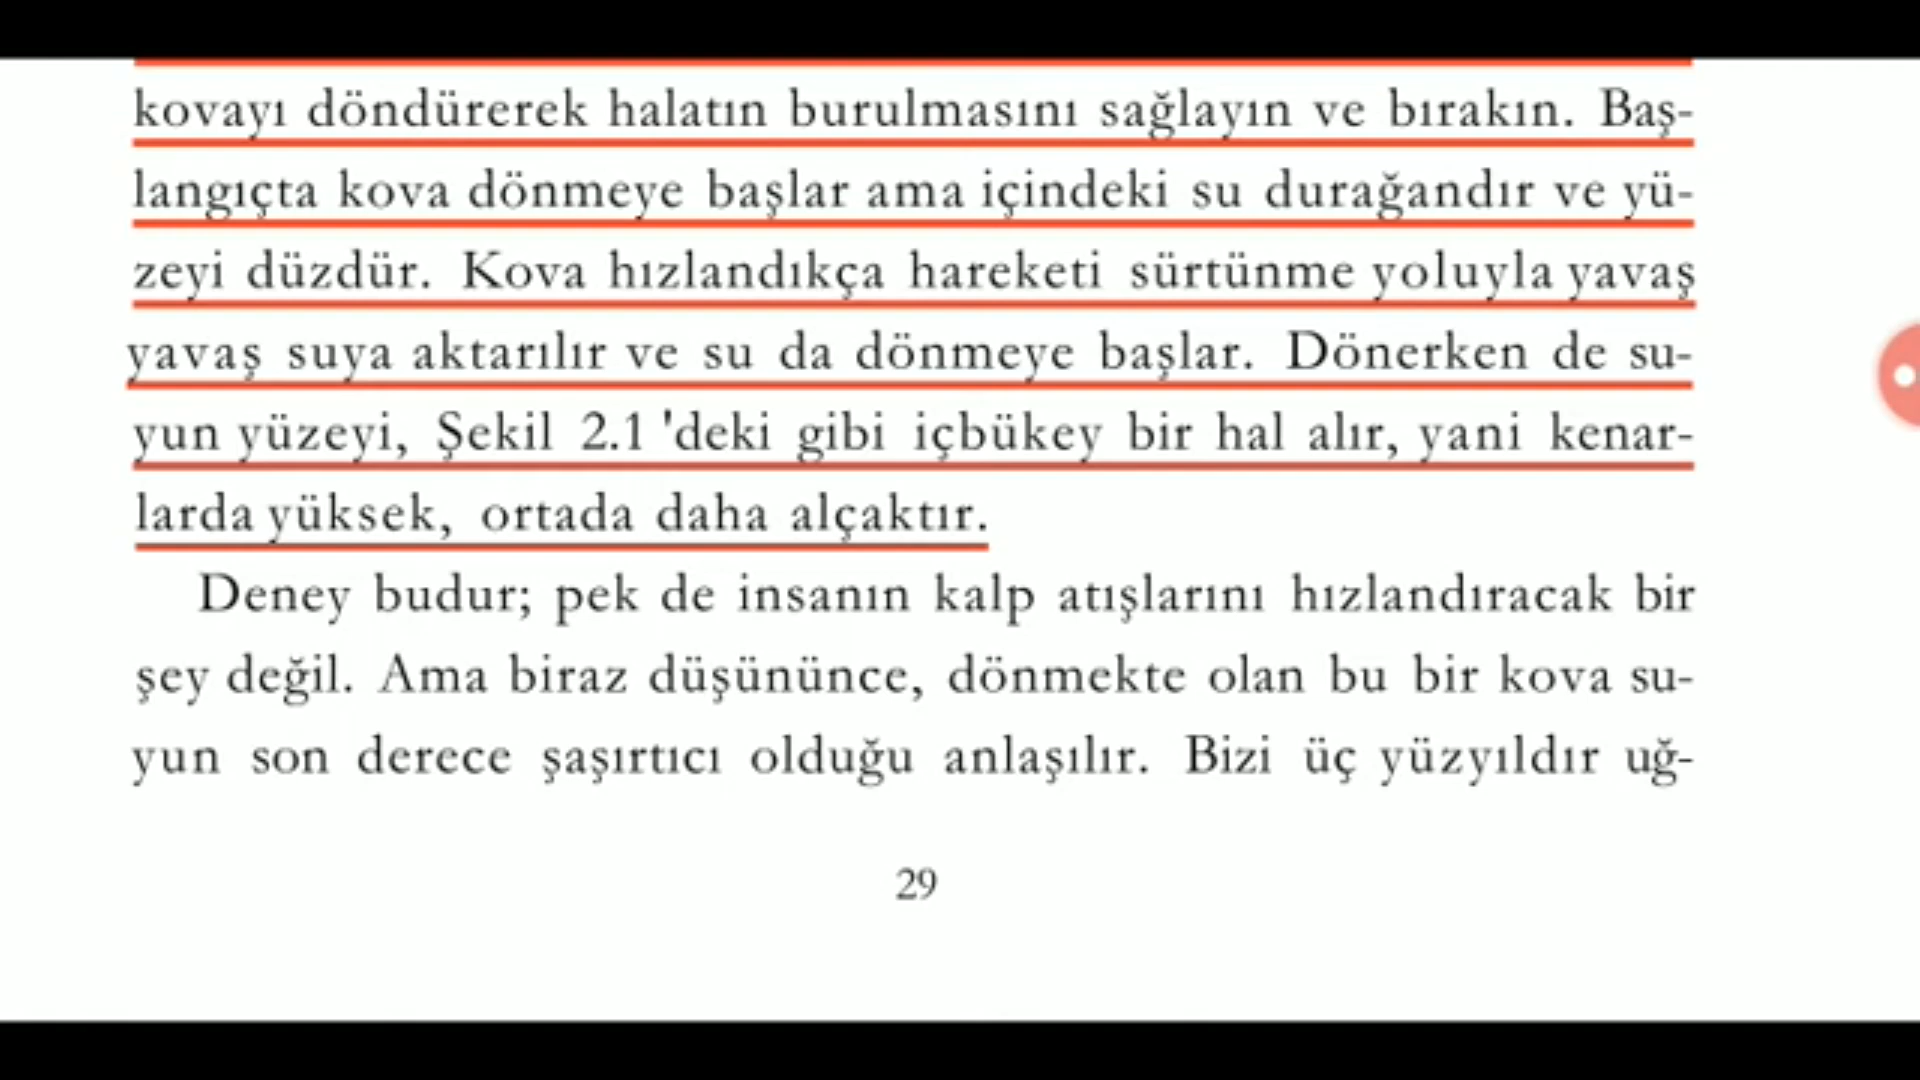 kovayı döndürerek halatın burulmasını sağlayın ve bırakın. Baş-
langıçta kova dönmeye başlar ama içindeki su durağandır ve yü-
zeyi düzdür. Kova hızlandıkça hareketi sürtünme yoluyla yavaş
yavaş suya aktarılır ve su da dönmeye başlar. Dönerken de su-
yun yüzeyi, Şekil 2.1 'deki gibi içbükey bir hal alır, yani kenar-
larda yüksek, ortada daha alçaktır.
Deney budur; pek de insanın kalp atışlarını hızlandıracak bir
şey değil. Ama biraz düşününce, dönmekte olan bu bir kova su-
yun son derece şaşırtıcı olduğu anlaşılır. Bizi üç yüzyıldır uğ-
29